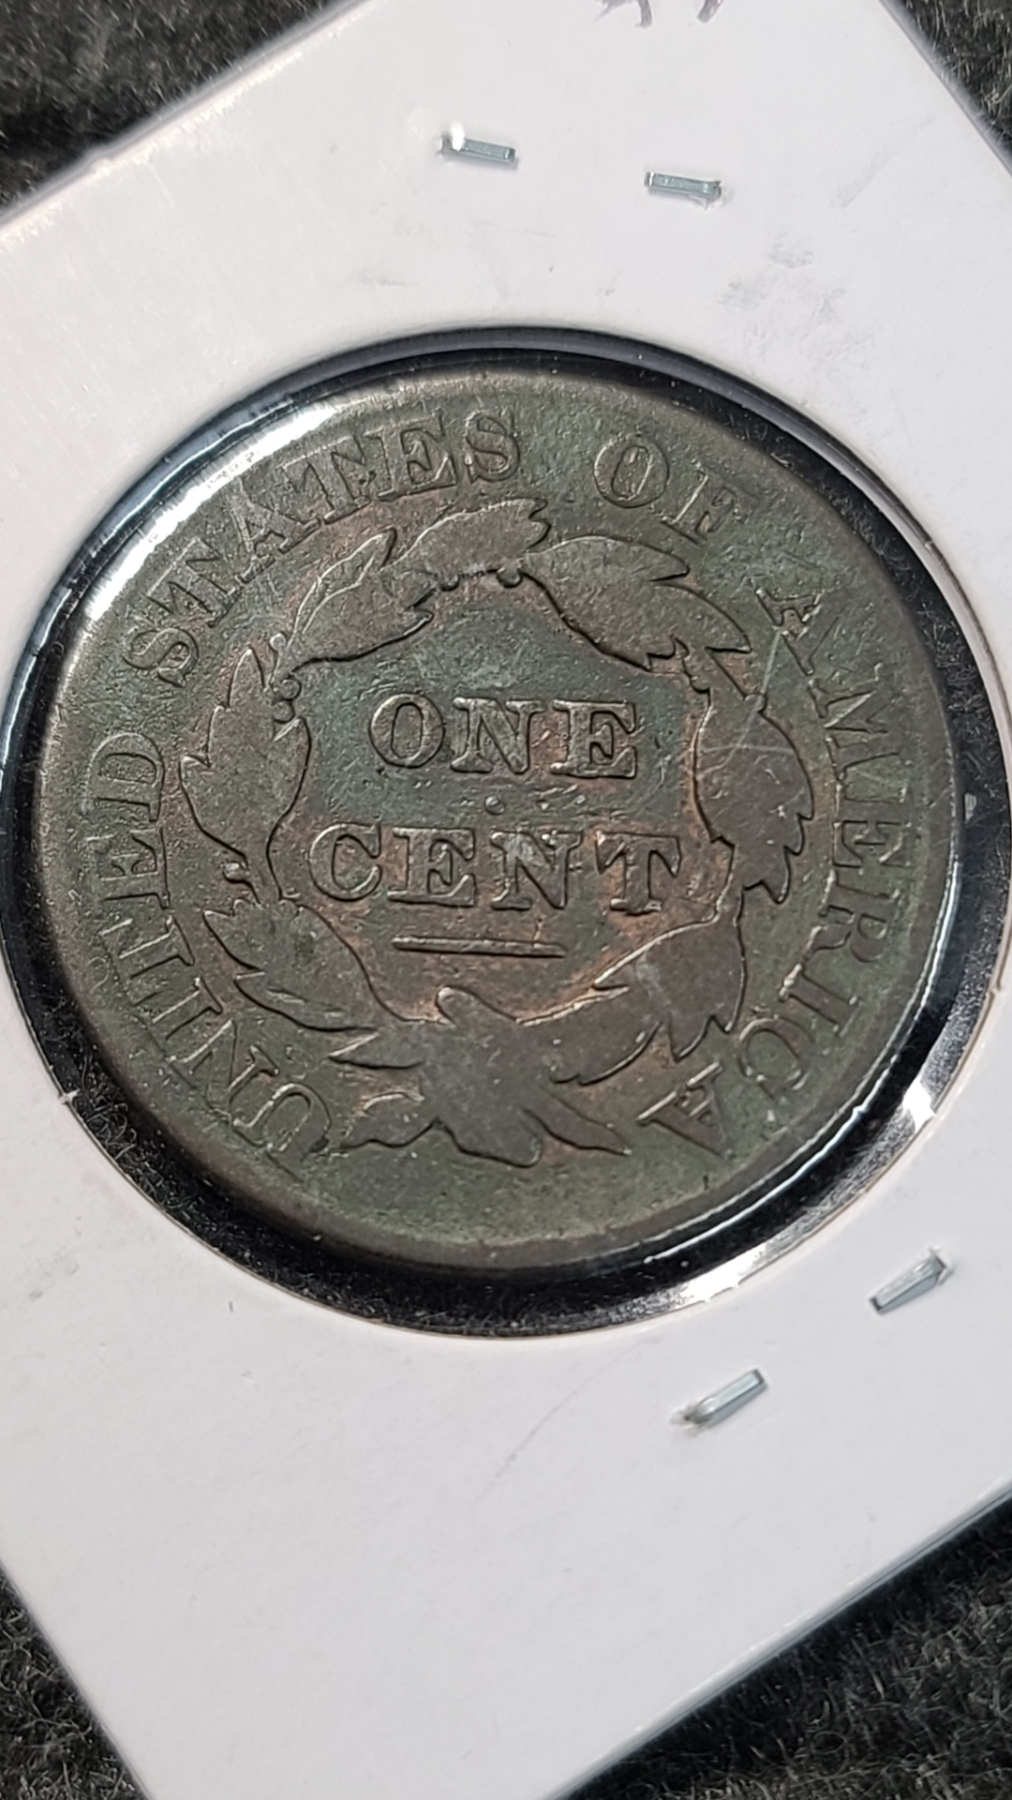 UNITED STATES OF AMERICA
ONE
CENT